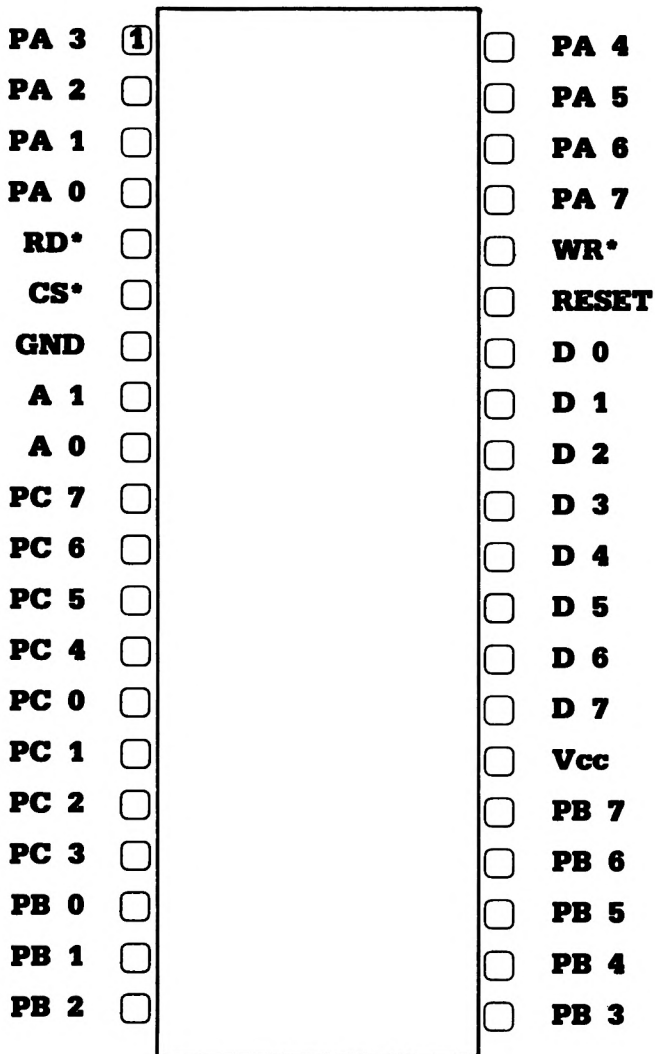 PA 3 1 PA 4
PA 2 PA 5
PA 1 PA 6
PA 0 PA 7
RD* WR*
CS* RESET
GND D 0
A 1 D 1
A 0 D 2
PC 7 D 3
PC 6 D 4
PC 5 D 5
PC 4 D 6
PC 0 D 7
PC 1 Vcc
PC 2 PB 7
PC 3 PB 6
PB 0 PB 5
PB 1 PB 4
PB 2 PB 3